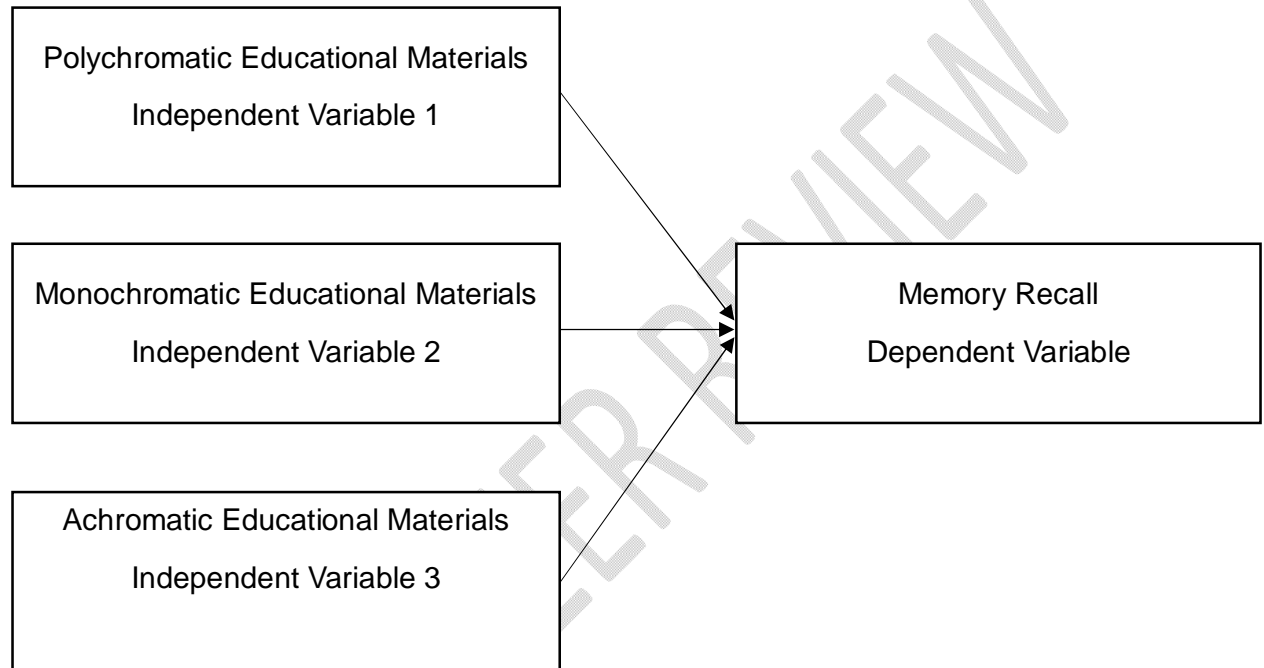 Polychromatic Educational Materials
Independent Variable 1
Monochromatic Educational Materials
Independent Variable 2
Memory Recall
Dependent Variable
Achromatic Educational Materials
Independent Variable 3
EER REVIEW